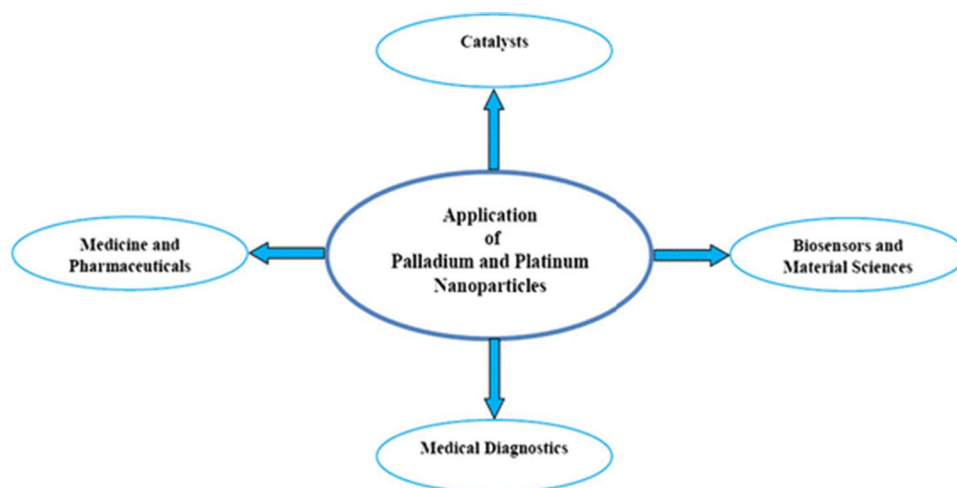 Catalysts
Application
of
Palladium and Platinum
Nanoparticles
Medicine and
Pharmaceuticals
Biosensors and
Material Sciences
Medical Diagnostics